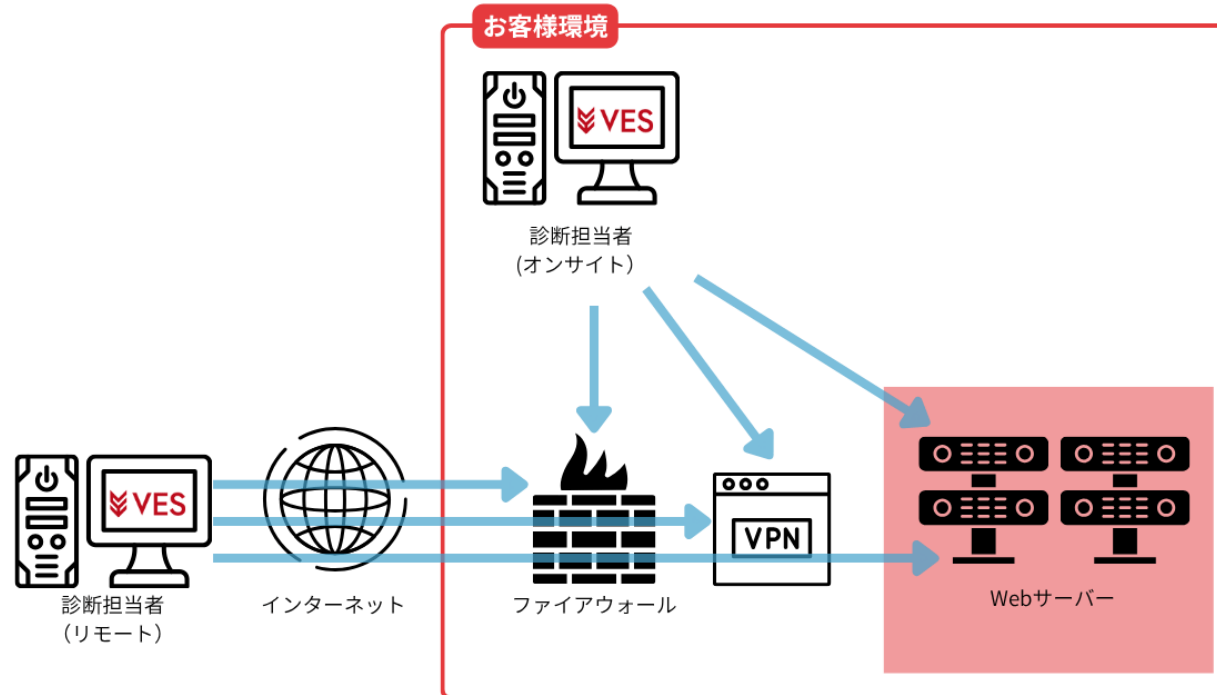 お客様環境
VES
診断担当者
(オンサイト）
VES
VPN
診断担当者
（リモート）
インターネット
ファイアウォール
Webサーバー